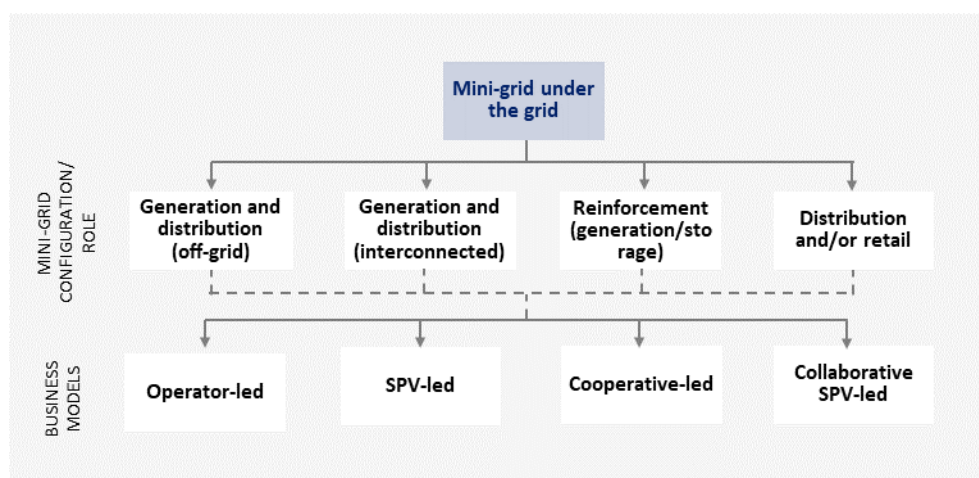 Mini-grid under
the grid
MINI-GRID
CONFIGURATION/
ROLE
Generation and
distribution
(off-grid)
Generation and
distribution
(interconnected)
Reinforcement
(generation/sto
rage)
Distribution
and/or retail
BUSINESS
MODELS
Operator-led
SPV-led
Cooperative-led
Collaborative
SPV-led